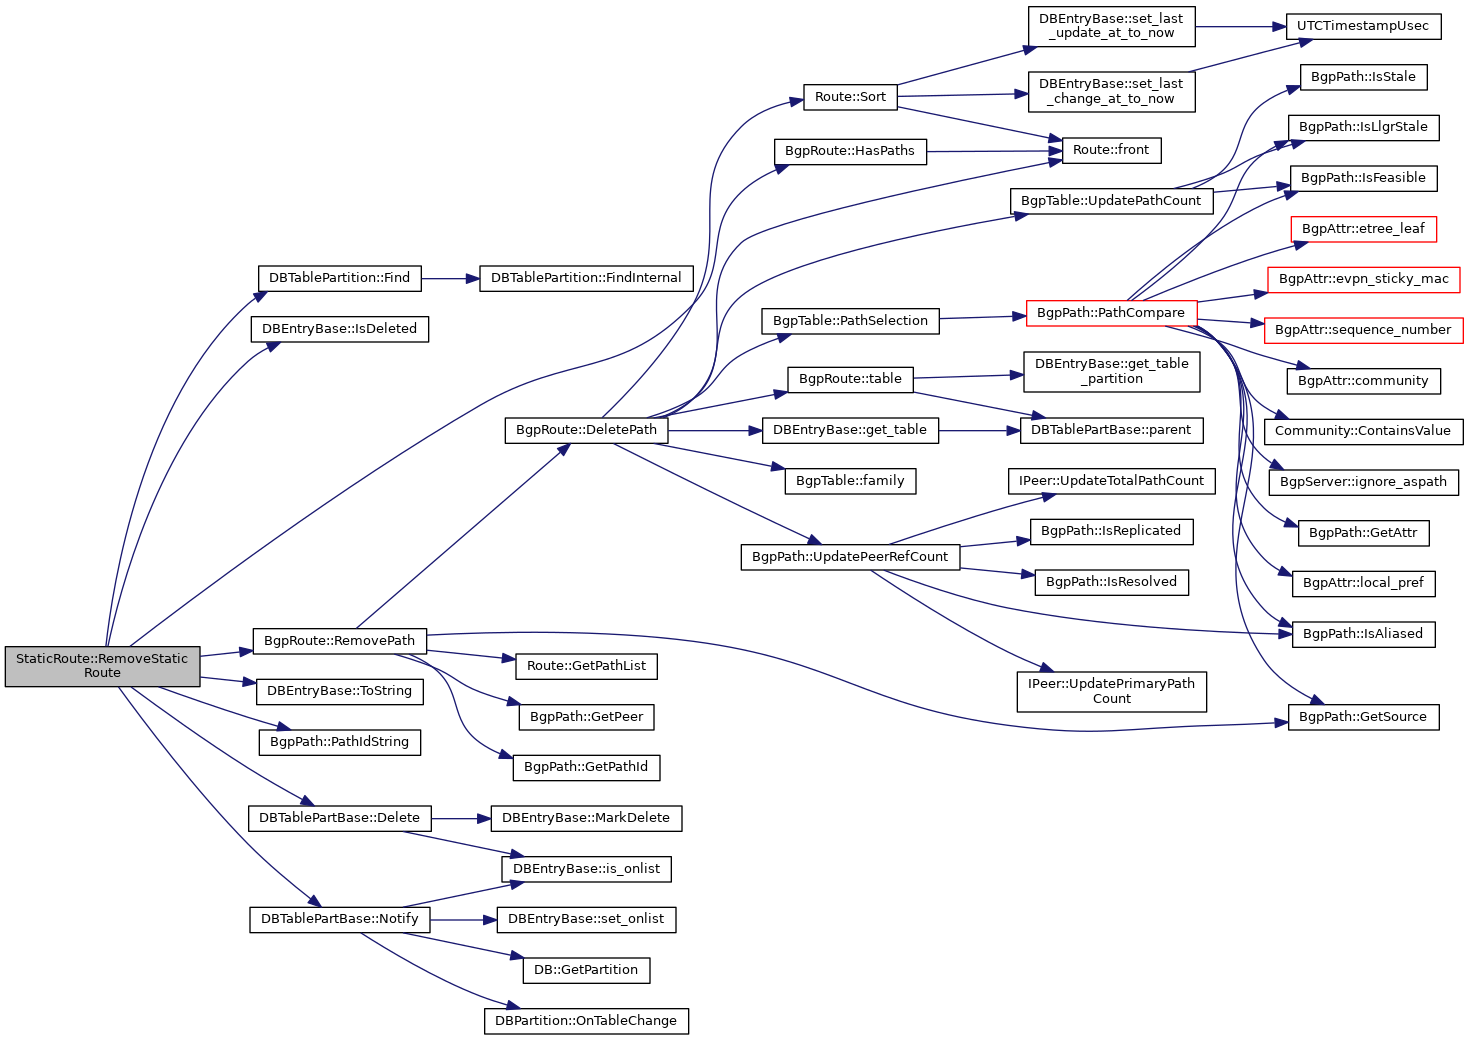 StaticRoute::RemoveStatic
Route
DBTablePartition::Find
DBTablePartition::FindInternal
DBEntryBase::IsDeleted
BgpRoute::RemovePath
DBEntryBase::ToString
BgpPath::PathIdString
DBTablePartBase::Delete
DBTablePartBase::Notify
BgpRoute::DeletePath
Route::GetPathList
BgpPath::GetPeer
BgpPath::GetPathId
DBEntryBase::MarkDelete
DBEntryBase::is_onlist
DBEntryBase::set_onlist
DB::GetPartition
DBPartition::OnTableChange
Route::Sort
BgpRoute::HasPaths
BgpTable::PathSelection
BgpRoute::table
DBEntryBase::get_table
BgpTable::family
BgpPath::UpdatePeerRefCount
DBEntryBase::set_last
_update_at_to_now
DBEntryBase::set_last
_change_at_to_now
Route::front
BgpTable::UpdatePathCount
BgpPath::PathCompare
DBEntryBase::get_table
_partition
DBTablePartBase::parent
IPeer::UpdateTotalPathCount
BgpPath::IsReplicated
BgpPath::IsResolved
IPeer::UpdatePrimaryPath
Count
UTCTimestampUsec
BgpPath::IsStale
BgpPath::IsLlgrStale
BgpPath::IsFeasible
BgpAttr::etree_leaf
BgpAttr::evpn_sticky_mac
BgpAttr::sequence_number
BgpAttr::community
Community::ContainsValue
BgpServer::ignore_aspath
BgpPath::GetAttr
BgpAttr::local_pref
BgpPath::IsAliased
BgpPath::GetSource